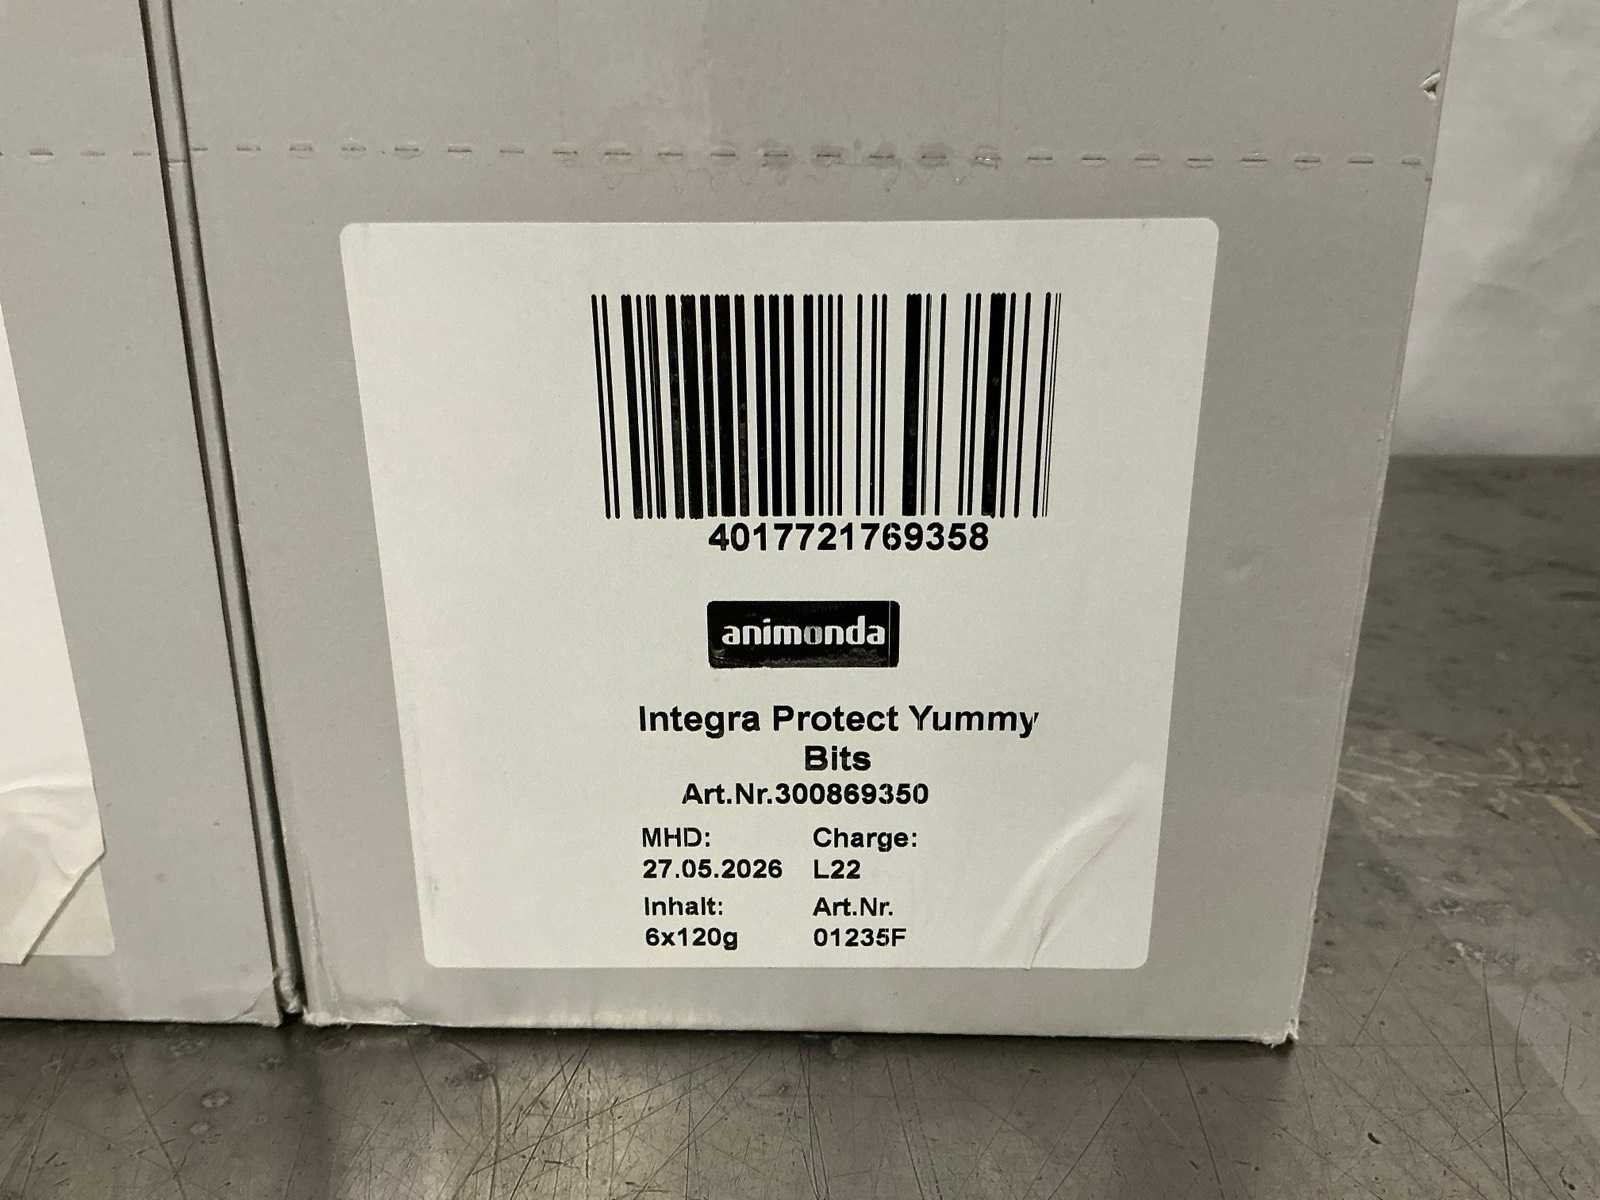 4017721769358
animonda
Integra Protect Yummy
Bits
Art.Nr.300869350
MHD: Charge:
27.05.2026 L22
Inhalt: Art.Nr.
6x120g 01235F